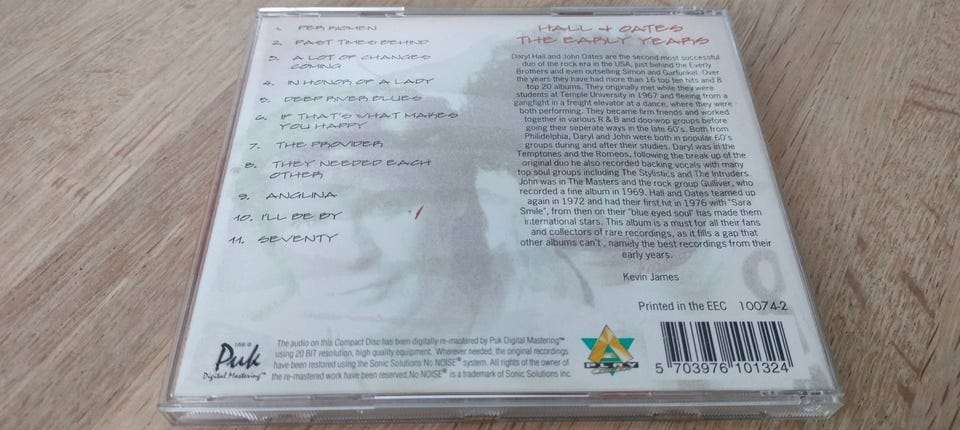 1. PER KIOMEN
2. PAST TIMES BEHIND
3. A LOT OF CHANGES
COMING
4. IN HONOR OF A LADY
5. DEEP RIVER BLUES
6. IF THAT'S WHAT MAKES
YOU HAPPY
7. THE PROVIDER
8. THEY NEEDED EACH
OTHER
9. ANGLINA
10. I'LL BE BY
11. SEVENTY
HALL & OATES
THE EARLY YEARS
Daryl Hall and John Oates are the second most successful
duo of the rock era in the USA, just behind the Everly
Brothers and even outselling Simon and Garfunkel. Over
the years they have had more than 16 top ten hits and 8
top 20 albums. They originally met while they were
students at Temple University in 1967 and fleeing from a
gangfight in a freight elevator at a dance, where they were
both performing. They became firm friends and worked
together in various R & B and doo-wop groups before
going their seperate ways in the late 60's. Both from
Philidelphia, Daryl and John were both in popular 60's
groups during and after their studies. Daryl was in the
Temptones and the Romeos, following the break up of the
original duo he also recorded backing vocals with many
top soul groups including The Stylistics and The Intruders.
John was in The Masters and the rock group Gulliver, who
recorded a fine album in 1969. Hall and Oates teamed up
again in 1972 and had their first hit in 1976 with "Sara
Smile", from then on their "blue eyed soul" has made them
international stars. This album is a must for all their fans
and collectors of rare recordings, as it fills a gap that
other albums can't , namely the best recordings from their
early years.
Kevin James
Printed in the EEC 10074-2
Puk
Digital Mastering™
The audio on this Compact Disc has been digitally re-mastered by Puk Digital Mastering™
using 20 BIT resolution, high quality equipment. Wherever needed, the original recordings
have been restored using the Sonic Solutions No NOISE® system. All rights of the owner of
the re-mastered work have been reserved.No NOISE® is a trademark of Sonic Solutions Inc.
PLAY
5 703976 101324